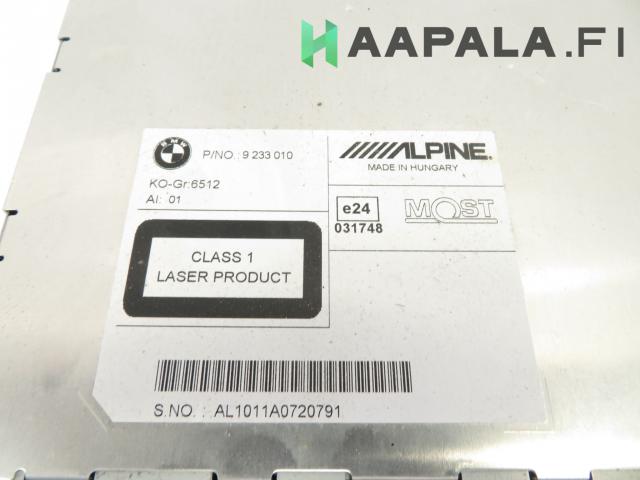 HAAPALA.FI
BMW
P/NO.: 9 233 010
ALPINE®
MADE IN HUNGARY
KO-Gr:6512
AI: 01
e24
031748
MOST
CLASS 1
LASER PRODUCT
S.NO. : AL1011A0720791